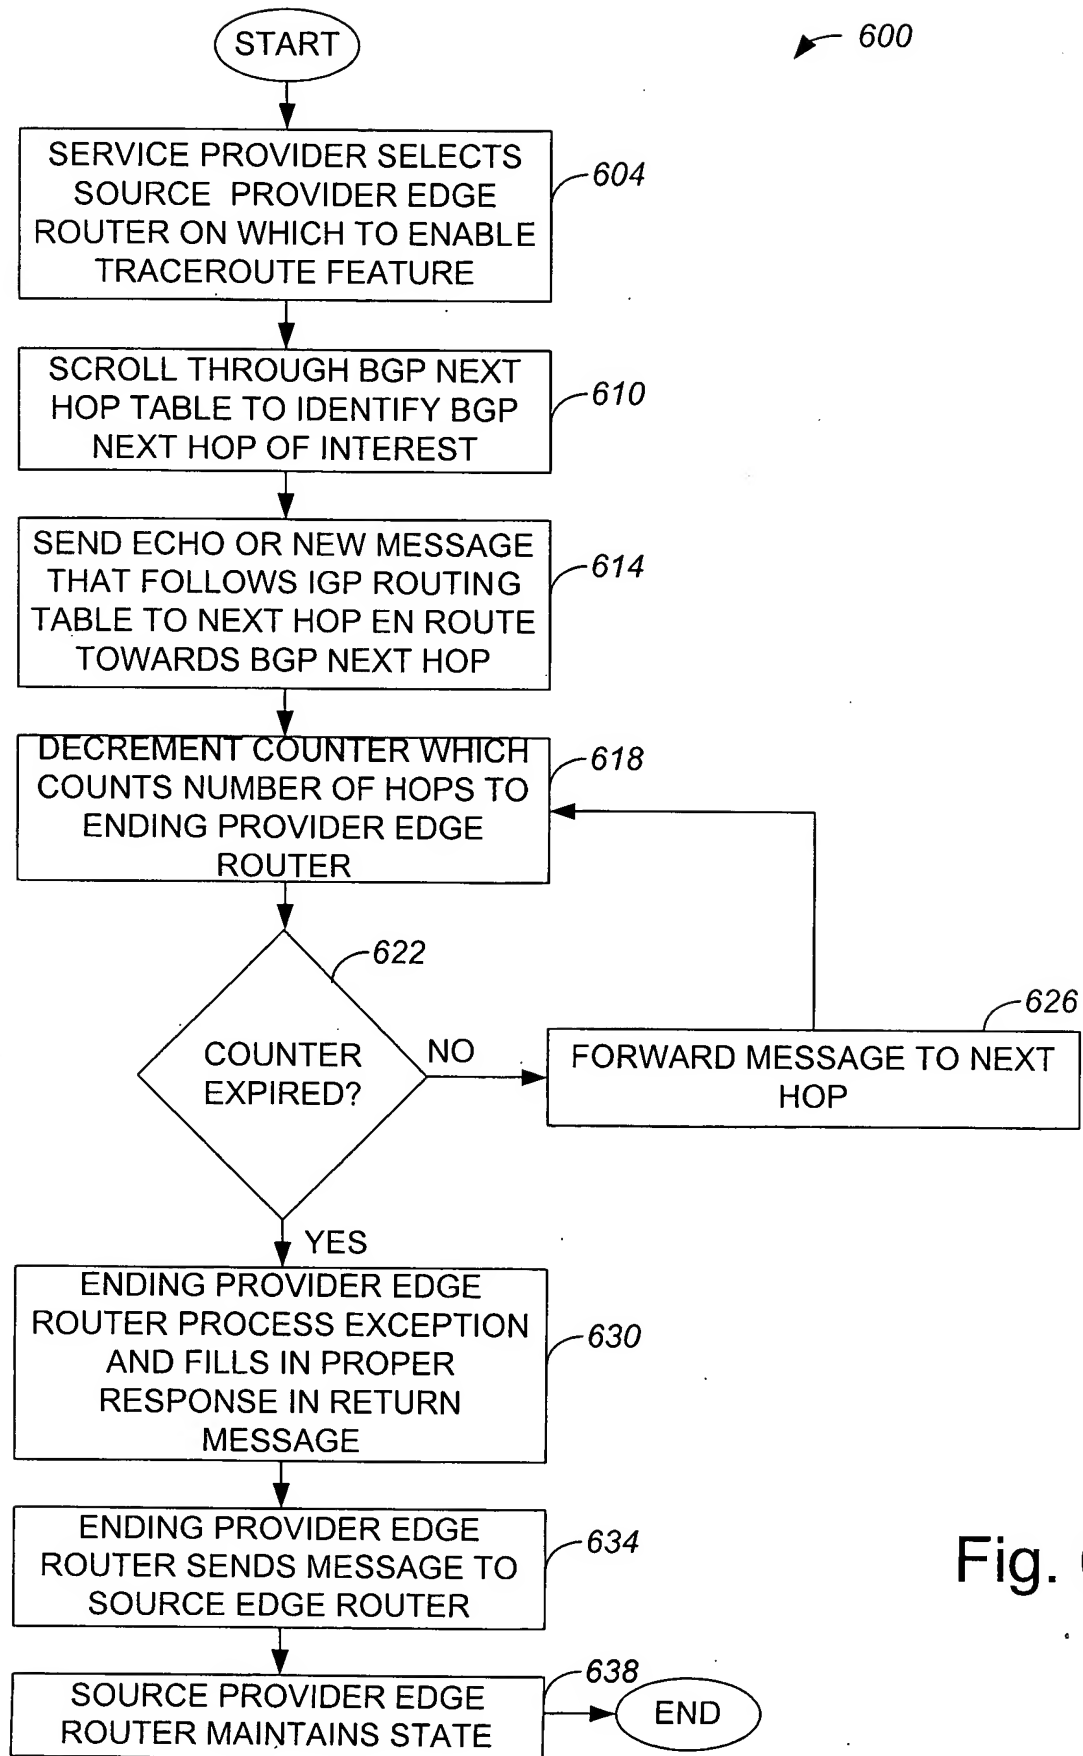 START
600
SERVICE PROVIDER SELECTS
SOURCE PROVIDER EDGE
ROUTER ON WHICH TO ENABLE
TRACEROUTE FEATURE
604
SCROLL THROUGH BGP NEXT
HOP TABLE TO IDENTIFY BGP
NEXT HOP OF INTEREST
610
SEND ECHO OR NEW MESSAGE
THAT FOLLOWS IGP ROUTING
TABLE TO NEXT HOP EN ROUTE
TOWARDS BGP NEXT HOP
614
DECREMENT COUNTER WHICH
COUNTS NUMBER OF HOPS TO
ENDING PROVIDER EDGE
ROUTER
618
622
COUNTER
EXPIRED?
NO
626
FORWARD MESSAGE TO NEXT
HOP
YES
ENDING PROVIDER EDGE
ROUTER PROCESS EXCEPTION
AND FILLS IN PROPER
RESPONSE IN RETURN
MESSAGE
630
ENDING PROVIDER EDGE
ROUTER SENDS MESSAGE TO
SOURCE EDGE ROUTER
634
Fig.
SOURCE PROVIDER EDGE
ROUTER MAINTAINS STATE
638
END